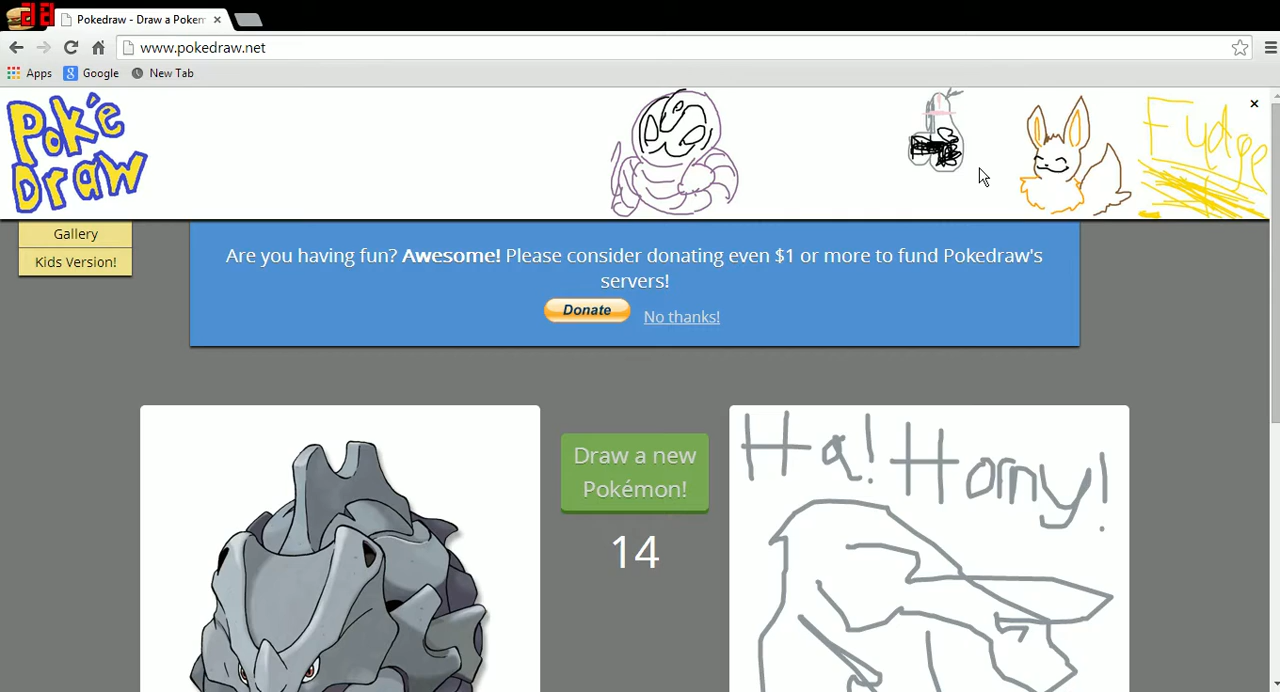 Pokedraw - Draw a Pokem
www.pokedraw.net
Apps Google New Tab
Poké
Draw
Fudge
Gallery
Kids Version!
Are you having fun? Awesome! Please consider donating even $1 or more to fund Pokedraw's
servers!
Donate No thanks!
Draw a new
Pokémon!
14
Ha! Horny!